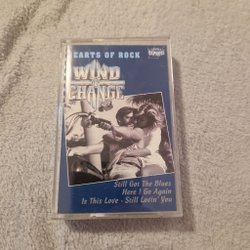 HEARTS OF ROCK
WIND
OF
CHANGE
Still Got The Blues
Here I Go Again
Is This Love - Still Lovin' You